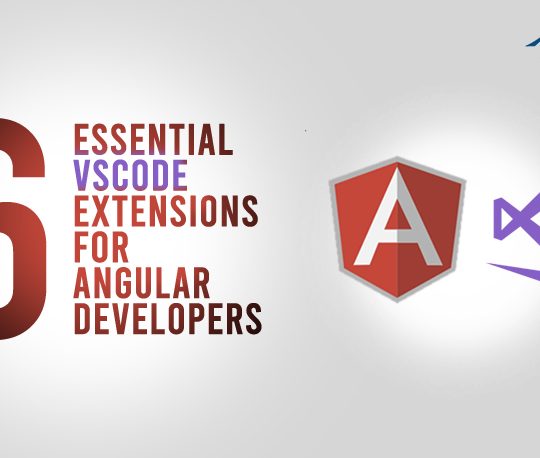 6
ESSENTIAL
VSCODE
EXTENSIONS
FOR
ANGULAR
DEVELOPERS
A